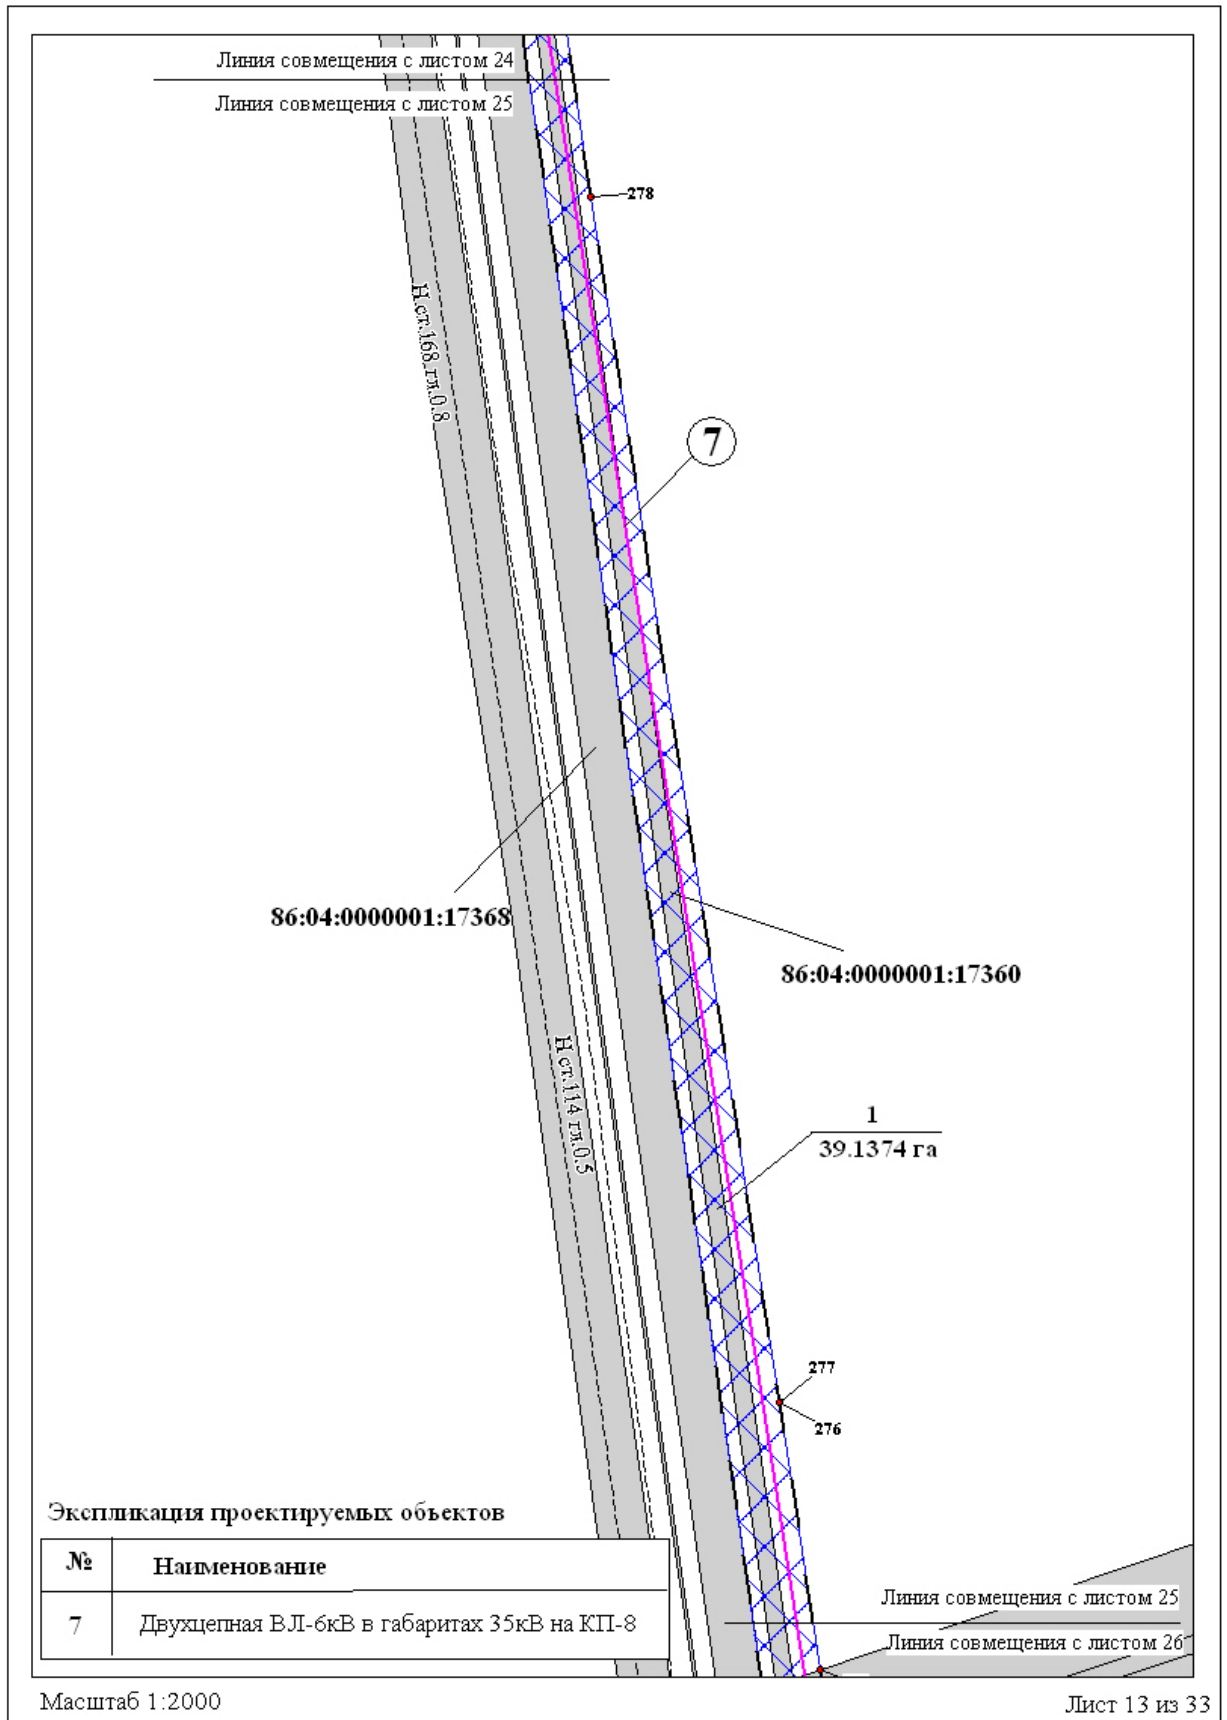 Линия совмещения с листом 24
Линия совмещения с листом 25
278
Н.ст.168 гл.0.8
7
86:04:0000001:17368
86:04:0000001:17360
Н.ст.114 гл.0.5
1
39.1374 га
277
276
Экспликация проектируемых обьектов
№ Наименование
7 Двухцепная ВЛ-6кВ в габаритах 35кВ на КП-8
Линия совмещения с листом 25
Линия совмещения с листом 26
Масштаб 1:2000
Лист 13 из 33